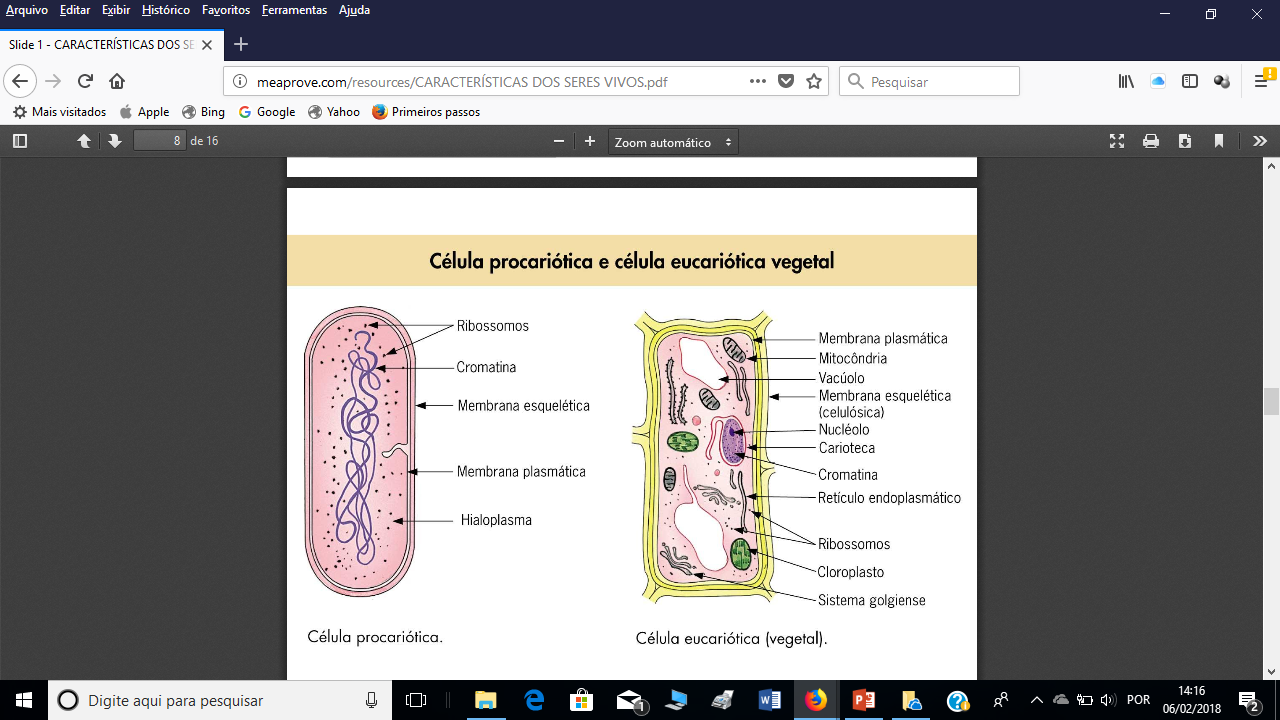 Arquivo Editar Exibir Histórico Favoritos Ferramentas Ajuda
Slide 1 - CARACTERÍSTICAS DOS SE
meaprove.com/resources/CARACTERÍSTICAS DOS SERES VIVOS.pdf
Pesquisar
Mais visitados Apple Bing Google Yahoo Primeiros passos
8 de 16
Zoom automático
Célula procariótica e célula eucariótica vegetal
Ribossomos
Cromatina
Membrana esquelética
Membrana plasmática
Hialoplasma
Célula procariótica.
Membrana plasmática
Mitocôndria
Vacúolo
Membrana esquelética
(celulósica)
Nucléolo
Carioteca
Cromatina
Retículo endoplasmático
Ribossomos
Cloroplasto
Sistema golgiense
Célula eucariótica (vegetal).
Digite aqui para pesquisar
1
POR
14:16
06/02/2018
2